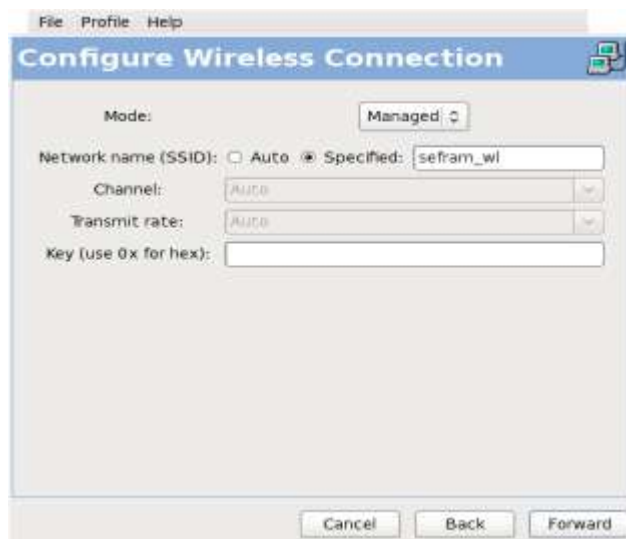 File Profile Help
Configure Wireless Connection
Mode: Managed
Network name (SSID): Auto Specified: sefram_wl
Channel: Auto
Transmit rate: Auto
Key (use 0x for hex):
Cancel Back Forward